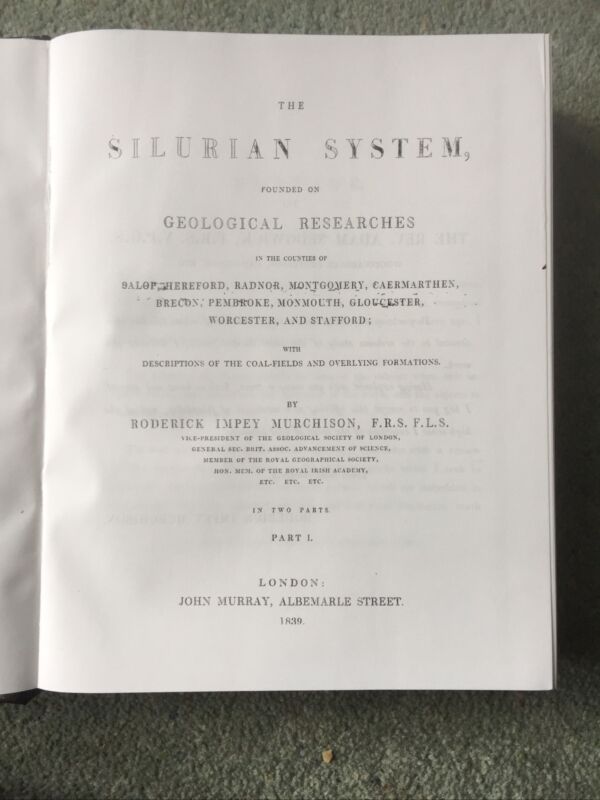 THE
SILURIAN SYSTEM,
FOUNDED ON
GEOLOGICAL RESEARCHES
IN THE COUNTIES OF
SALOP, HEREFORD, RADNOR, MONTGOMERY, CAERMARTHEN,
BRECON, PEMBROKE, MONMOUTH, GLOUCESTER,
WORCESTER, AND STAFFORD;
WITH
DESCRIPTIONS OF THE COAL-FIELDS AND OVERLYING FORMATIONS.
BY
RODERICK IMPEY MURCHISON, F.R.S. F.L.S.
VICE-PRESIDENT OF THE GEOLOGICAL SOCIETY OF LONDON,
GENERAL SEC. BRIT. ASSOC. ADVANCEMENT OF SCIENCE,
MEMBER OF THE ROYAL GEOGRAPHICAL SOCIETY,
HON. MEM. OF THE ROYAL IRISH ACADEMY,
ETC. ETC. ETC.
IN TWO PARTS.
PART I.
LONDON:
JOHN MURRAY, ALBEMARLE STREET.
1839.